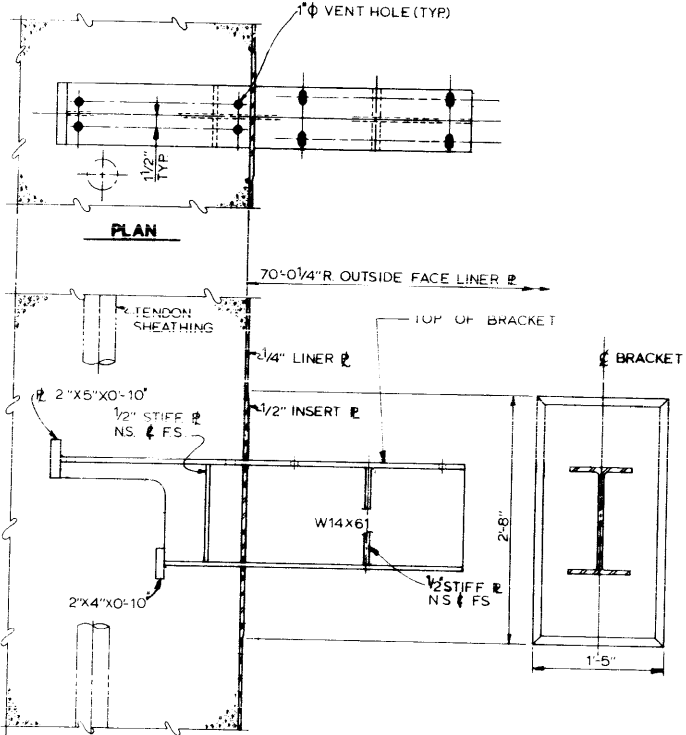 1"Φ VENT HOLE (TYP.)
1 1/2"
TYP.
PLAN
70'-0 1/4" R. OUTSIDE FACE LINER ⅊
TENDON
SHEATHING
TOP OF BRACKET
1/4" LINER ⅊
℄ BRACKET
⅊ 2"X5"X0'-10"
1/2" STIFF ⅊
N.S. ⅋ F.S.
1/2" INSERT ⅊
W14X61
2'-8"
1/2" STIFF ⅊
N.S ⅋ FS
2"X4"X0'-10"
1'-5"